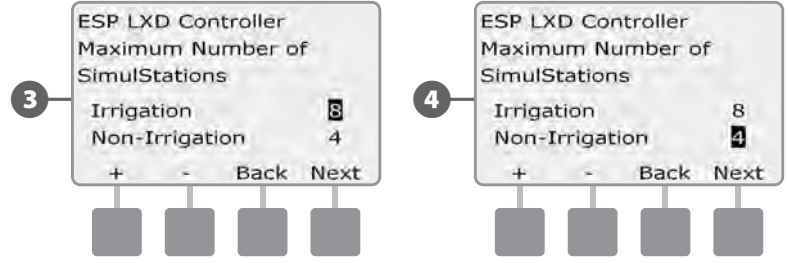 3
ESP LXD Controller
Maximum Number of
SimulStations
Irrigation 8
Non-Irrigation 4
+ - Back Next
4
ESP LXD Controller
Maximum Number of
SimulStations
Irrigation 8
Non-Irrigation 4
+ - Back Next